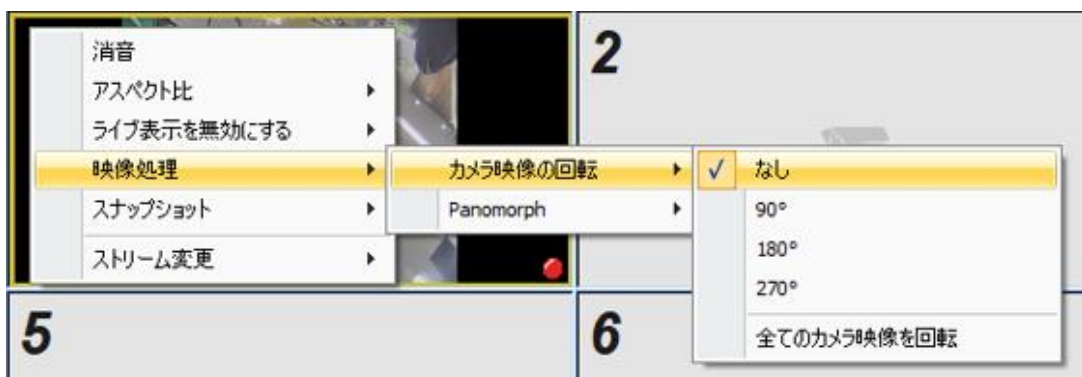 消音
アスペクト比
ライブ表示を無効にする
映像処理
スナップショット
ストリーム変更
カメラ映像の回転
Panomorph
なし
90°
180°
270°
全てのカメラ映像を回転
2
5
6